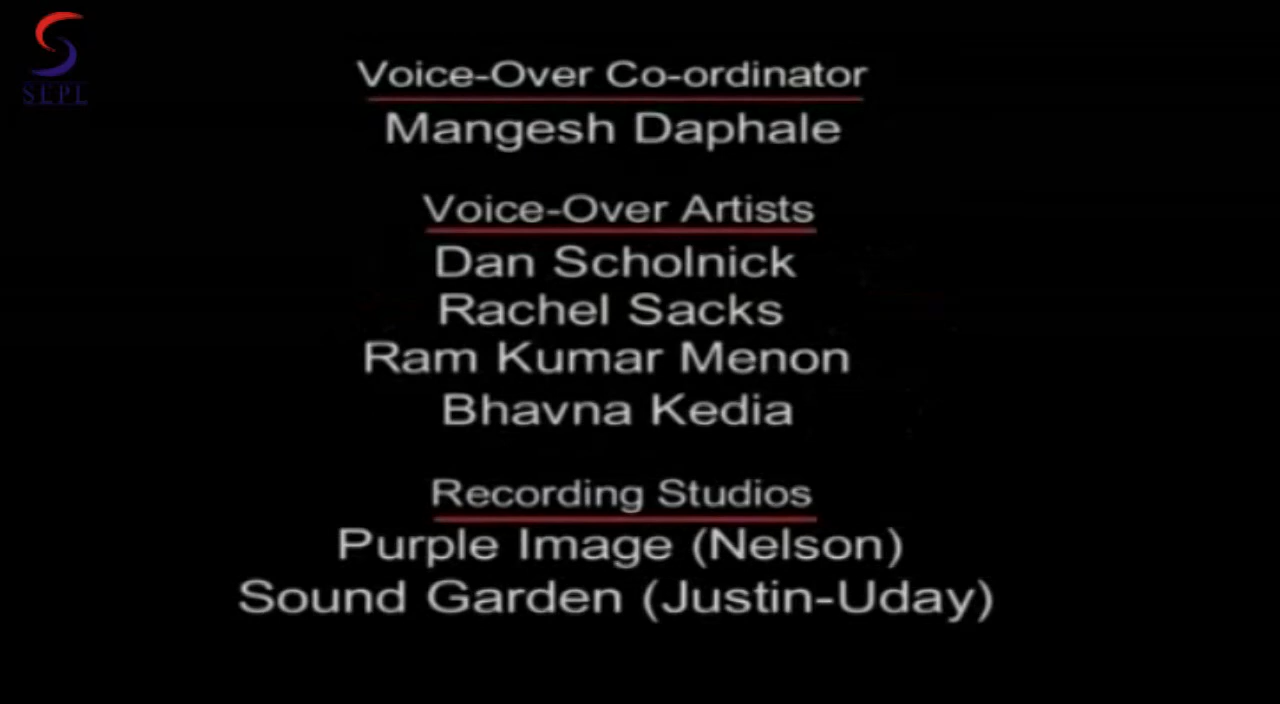 SEPL
Voice-Over Co-ordinator
Mangesh Daphale
Voice-Over Artists
Dan Scholnick
Rachel Sacks
Ram Kumar Menon
Bhavna Kedia
Recording Studios
Purple Image (Nelson)
Sound Garden (Justin-Uday)